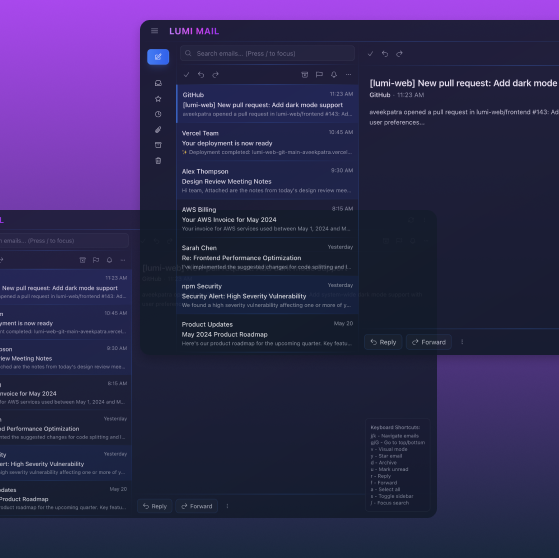 LUMI MAIL
Search emails... (Press / to focus)
GitHub 11:23 AM
[lumi-web] New pull request: Add dark mode support
aveekpatra opened a pull request in lumi-web/frontend #143: Ad...
Vercel Team 10:45 AM
Your deployment is now ready
Deployment completed: lumi-web-git-main-aveekpatra.vercel...
Alex Thompson 9:30 AM
Design Review Meeting Notes
Hi team, Attached are the notes from today's design review mee...
AWS Billing 8:15 AM
Your AWS Invoice for May 2024
Your invoice for AWS services used between May 1, 2024 and M...
Sarah Chen Yesterday
Re: Frontend Performance Optimization
I've implemented the suggested changes for code splitting and l...
npm Security Yesterday
Security Alert: High Severity Vulnerability
We found a high severity vulnerability affecting one or more of y...
Product Updates May 20
May 2024 Product Roadmap
Here's our product roadmap for the upcoming quarter. Key featu...
[lumi-web] New pull request: Add dark mode
GitHub · 11:23 AM
aveekpatra opened a pull request in lumi-web/frontend #143: Add
user preferences...
Reply Forward
L
emails... (Press / to focus)
11:23 AM
New pull request: Add dark mode support
opened a pull request in lumi-web/frontend #143: Ad...
m 10:45 AM
yment is now ready
nt completed: lumi-web-git-main-aveekpatra.vercel...
pson 9:30 AM
iew Meeting Notes
ached are the notes from today's design review mee...
8:15 AM
nvoice for May 2024
for AWS services used between May 1, 2024 and M...
Yesterday
nd Performance Optimization
nted the suggested changes for code splitting and l...
ity Yesterday
ert: High Severity Vulnerability
high severity vulnerability affecting one or more of y...
pdates May 20
Product Roadmap
roduct roadmap for the upcoming quarter. Key featu...
Reply Forward
Keyboard Shortcuts:
j/k - Navigate emails
g/G - Go to top/bottom
v - Visual mode
s - Star email
d - Archive
u - Mark unread
r - Reply
f - Forward
x - Select all
s - Toggle sidebar
/ - Focus search